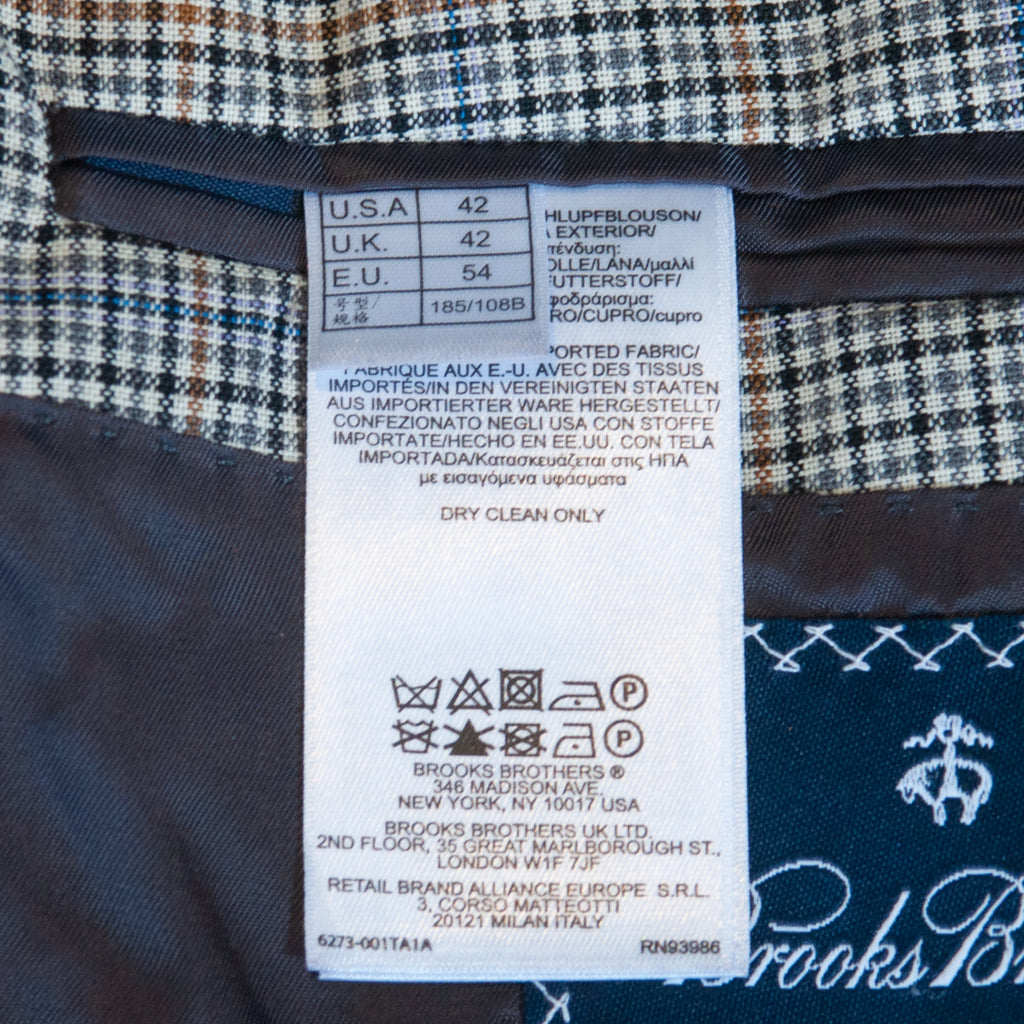 U.S.A 42
U.K. 42
E.U. 54
号型/规格 185/108B
HLUPFBLOUSON/
EXTERIOR/
πένδυση:
OLLE/LANA/μαλλί
UTTERSTOFF/
φοδράρισμα:
RO/CUPRO/cupro
PORTED FABRIC/
FABRIQUE AUX E.-U. AVEC DES TISSUS
IMPORTÉS/IN DEN VEREINIGTEN STAATEN
AUS IMPORTIERTER WARE HERGESTELLT/
CONFEZIONATO NEGLI USA CON STOFFE
IMPORTATE/HECHO EN EE.UU. CON TELA
IMPORTADA/Κατασκευάζεται στις ΗΠΑ
με εισαγόμενα υφάσματα
DRY CLEAN ONLY
P
P
BROOKS BROTHERS ®
346 MADISON AVE,
NEW YORK, NY 10017 USA
BROOKS BROTHERS UK LTD.
2ND FLOOR, 35 GREAT MARLBOROUGH ST.,
LONDON W1F 7JF
RETAIL BRAND ALLIANCE EUROPE S.R.L.
3, CORSO MATTEOTTI
20121 MILAN ITALY
6273-001TA1A RN93986
Brooks Br